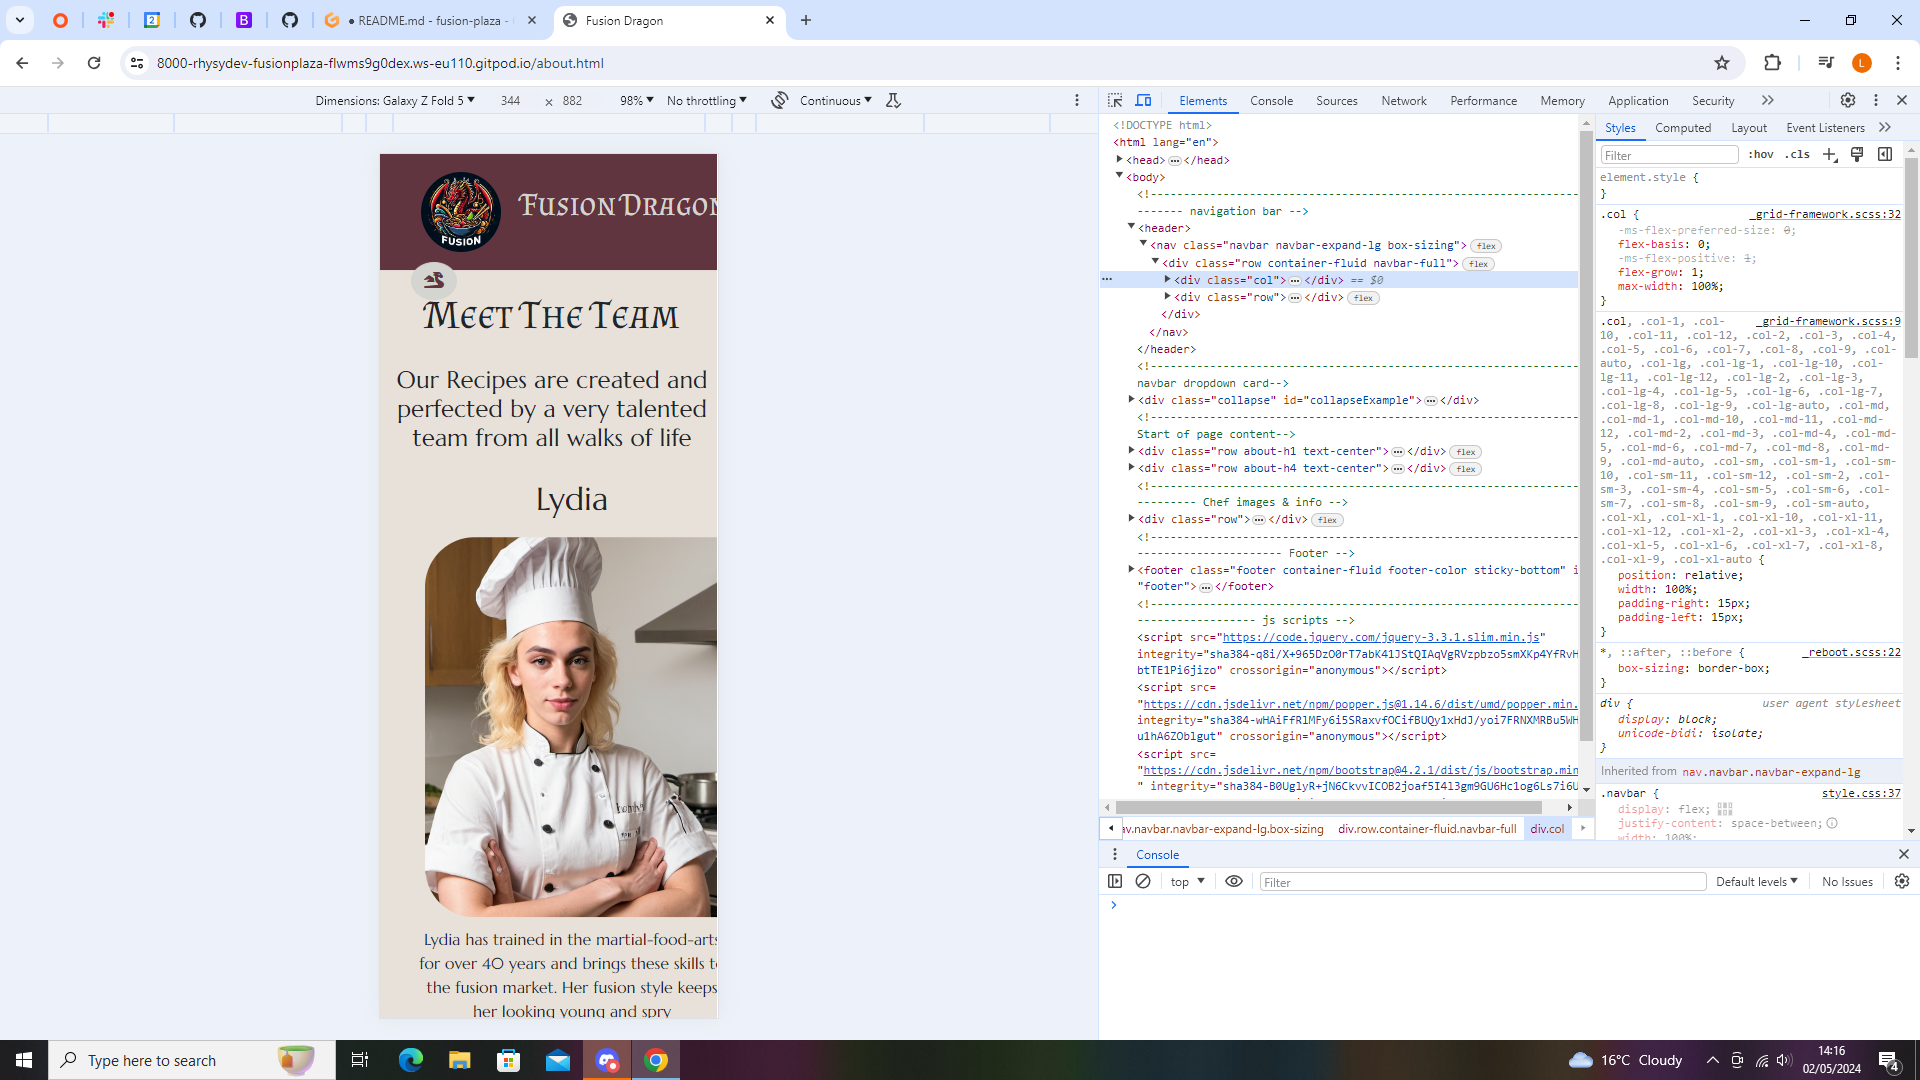 README.md - fusion-plaza -
Fusion Dragon
8000-rhysydev-fusionplaza-flwms9g0dex.ws-eu110.gitpod.io/about.html
L
Dimensions: Galaxy Z Fold 5 344 × 882 98% No throttling Continuous
FUSION
Fusion Dragon
Meet The Team
Our Recipes are created and
perfected by a very talented
team from all walks of life
Lydia
Lydia has trained in the martial-food-arts
for over 40 years and brings these skills to
the fusion market. Her fusion style keeps
her looking young and spry
Elements Console Sources Network Performance Memory Application Security
<!DOCTYPE html>
<html lang="en">
<head> </head>
<body>
<!--
------- navigation bar -->
<header>
<nav class="navbar navbar-expand-lg box-sizing"> flex
<div class="row container-fluid navbar-full"> flex
<div class="col"> </div> == $0
<div class="row"> </div> flex
</div>
</nav>
</header>
<!--
navbar dropdown card-->
<div class="collapse" id="collapseExample"> </div>
<!--
Start of page content-->
<div class="row about-h1 text-center"> </div> flex
<div class="row about-h4 text-center"> </div> flex
<!--
--------- Chef images & info -->
<div class="row"> </div> flex
<!--
---------------------- Footer -->
<footer class="footer container-fluid footer-color sticky-bottom" i
"footer"> </footer>
<!--
------------------ js scripts -->
<script src="https://code.jquery.com/jquery-3.3.1.slim.min.js"
integrity="sha384-q8i/X+965DzO0rT7abK41JStQIAqVgRVzpbzo5smXKp4YfRvH
btTE1Pi6jizo" crossorigin="anonymous"></script>
<script src=
"https://cdn.jsdelivr.net/npm/popper.js@1.14.6/dist/umd/popper.min.
integrity="sha384-wHAiFfRlMFy6i5SRaxvfOCifBUQy1xHdJ/yoi7FRNXMRBu5WH
u1hA6ZOblgut" crossorigin="anonymous"></script>
<script src=
"https://cdn.jsdelivr.net/npm/bootstrap@4.2.1/dist/js/bootstrap.min
" integrity="sha384-B0UglyR+jN6CkvvICOB2joaf5I4l3gm9GU6Hc1og6Ls7i6U
av.navbar.navbar-expand-lg.box-sizing div.row.container-fluid.navbar-full div.col
Styles Computed Layout Event Listeners
Filter :hov .cls
element.style {
}
.col { _grid-framework.scss:32
-ms-flex-preferred-size: 0;
flex-basis: 0;
-ms-flex-positive: 1;
flex-grow: 1;
max-width: 100%;
}
.col, .col-1, .col- _grid-framework.scss:9
10, .col-11, .col-12, .col-2, .col-3, .col-4,
.col-5, .col-6, .col-7, .col-8, .col-9, .col-
auto, .col-lg, .col-lg-1, .col-lg-10, .col-
lg-11, .col-lg-12, .col-lg-2, .col-lg-3,
.col-lg-4, .col-lg-5, .col-lg-6, .col-lg-7,
.col-lg-8, .col-lg-9, .col-lg-auto, .col-md,
.col-md-1, .col-md-10, .col-md-11, .col-md-
12, .col-md-2, .col-md-3, .col-md-4, .col-md-
5, .col-md-6, .col-md-7, .col-md-8, .col-md-
9, .col-md-auto, .col-sm, .col-sm-1, .col-sm-
10, .col-sm-11, .col-sm-12, .col-sm-2, .col-
sm-3, .col-sm-4, .col-sm-5, .col-sm-6, .col-
sm-7, .col-sm-8, .col-sm-9, .col-sm-auto,
.col-xl, .col-xl-1, .col-xl-10, .col-xl-11,
.col-xl-12, .col-xl-2, .col-xl-3, .col-xl-4,
.col-xl-5, .col-xl-6, .col-xl-7, .col-xl-8,
.col-xl-9, .col-xl-auto {
position: relative;
width: 100%;
padding-right: 15px;
padding-left: 15px;
}
*, ::after, ::before { _reboot.scss:22
box-sizing: border-box;
}
div { user agent stylesheet
display: block;
unicode-bidi: isolate;
}
Inherited from nav.navbar.navbar-expand-lg
.navbar { style.css:37
display: flex;
justify-content: space-between;
width: 100%;
Console
top Filter Default levels No Issues
Type here to search
16°C Cloudy
14:16
02/05/2024
4